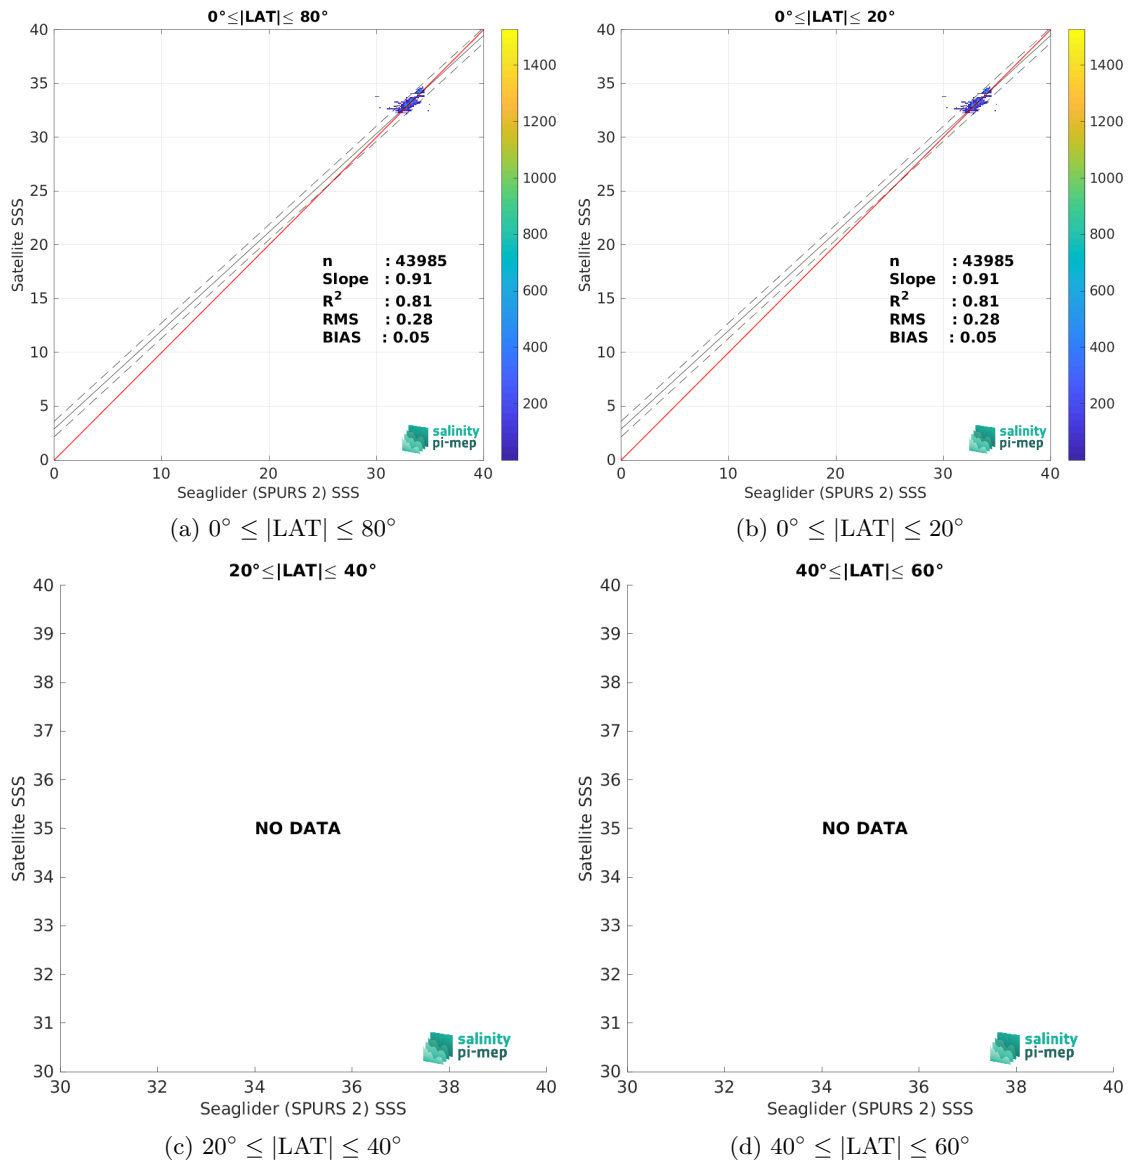 0°≤|LAT|≤ 80°
40
35
30
25
20
15
10
5
0
Satellite SSS
n : 43985
Slope : 0.91
R² : 0.81
RMS : 0.28
BIAS : 0.05
salinity
pi-mep
0 10 20 30 40
Seaglider (SPURS 2) SSS
1400
1200
1000
800
600
400
200
(a) 0° ≤ |LAT| ≤ 80°
0°≤|LAT|≤ 20°
40
35
30
25
20
15
10
5
0
Satellite SSS
n : 43985
Slope : 0.91
R² : 0.81
RMS : 0.28
BIAS : 0.05
salinity
pi-mep
0 10 20 30 40
Seaglider (SPURS 2) SSS
1400
1200
1000
800
600
400
200
(b) 0° ≤ |LAT| ≤ 20°
20°≤|LAT|≤ 40°
40
39
38
37
36
35
34
33
32
31
30
Satellite SSS
NO DATA
salinity
pi-mep
30 32 34 36 38 40
Seaglider (SPURS 2) SSS
(c) 20° ≤ |LAT| ≤ 40°
40°≤|LAT|≤ 60°
40
39
38
37
36
35
34
33
32
31
30
Satellite SSS
NO DATA
salinity
pi-mep
30 32 34 36 38 40
Seaglider (SPURS 2) SSS
(d) 40° ≤ |LAT| ≤ 60°